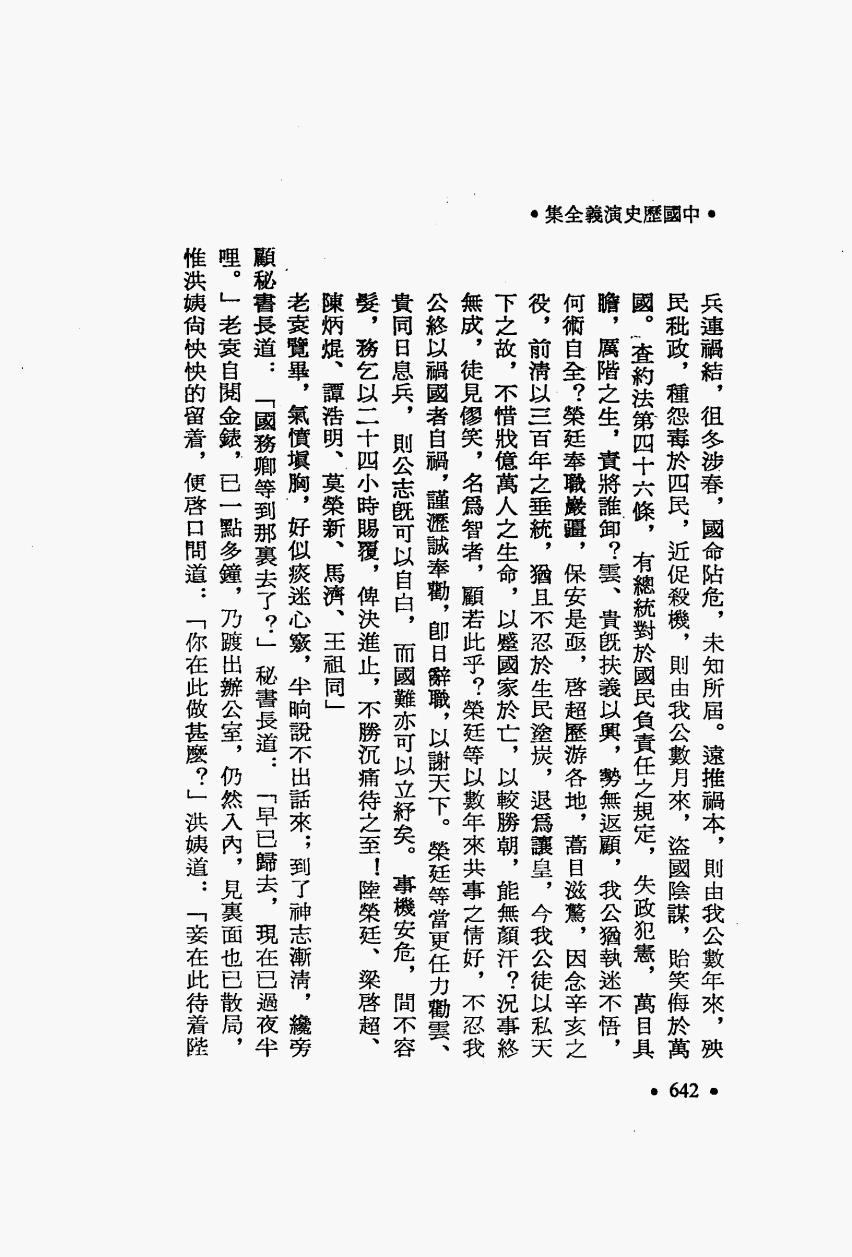 •中國歷史演義全集•
兵連禍結，徂冬涉春，國命阽危，未知所屆。遠推禍本，則由我公數年來，殃
民秕政，種怨毒於四民，近促殺機，則由我公數月來，盜國陰謀，貽笑侮於萬
國。查約法第四十六條，有總統對於國民負責任之規定，失政犯憲，萬目具
瞻，厲階之生，責將誰卸？雲、貴既扶義以興，勢無返顧，我公猶執迷不悟，
何術自全？榮廷奉職巖疆，保安是亟，啓超歷游各地，蒿目滋驚，因念辛亥之
役，前清以三百年之垂統，猶且不忍於生民塗炭，退爲讓皇，今我公徒以私天
下之故，不惜戕億萬人之生命，以蹙國家於亡，以較勝朝，能無顏汗？況事終
無成，徒見僇笑，名爲智者，顧若此乎？榮廷等以數年來共事之情好，不忍我
公終以禍國者自禍，謹瀝誠奉勸，卽日辭職，以謝天下。榮廷等當更任力勸雲、
貴同日息兵，則公志旣可以自白，而國難亦可以立紓矣。事機安危，間不容
髮，務乞以二十四小時賜覆，俾決進止，不勝沉痛待之至！陸榮廷、梁啓超、
陳炳焜、譚浩明、莫榮新、馬濟、王祖同」
老袁覽畢，氣憤塡胸，好似痰迷心竅，半晌說不出話來；到了神志漸清，纔旁
顧秘書長道：「國務卿等到那裏去了？」秘書長道：「早已歸去，現在已過夜半
哩。」老袁自閱金錶，已一點多鐘，乃踱出辦公室，仍然入內，見裏面也已散局，
惟洪姨尙怏怏的留着，便啓口問道：「你在此做甚麼？」洪姨道：「妾在此待着陛
• 642 •